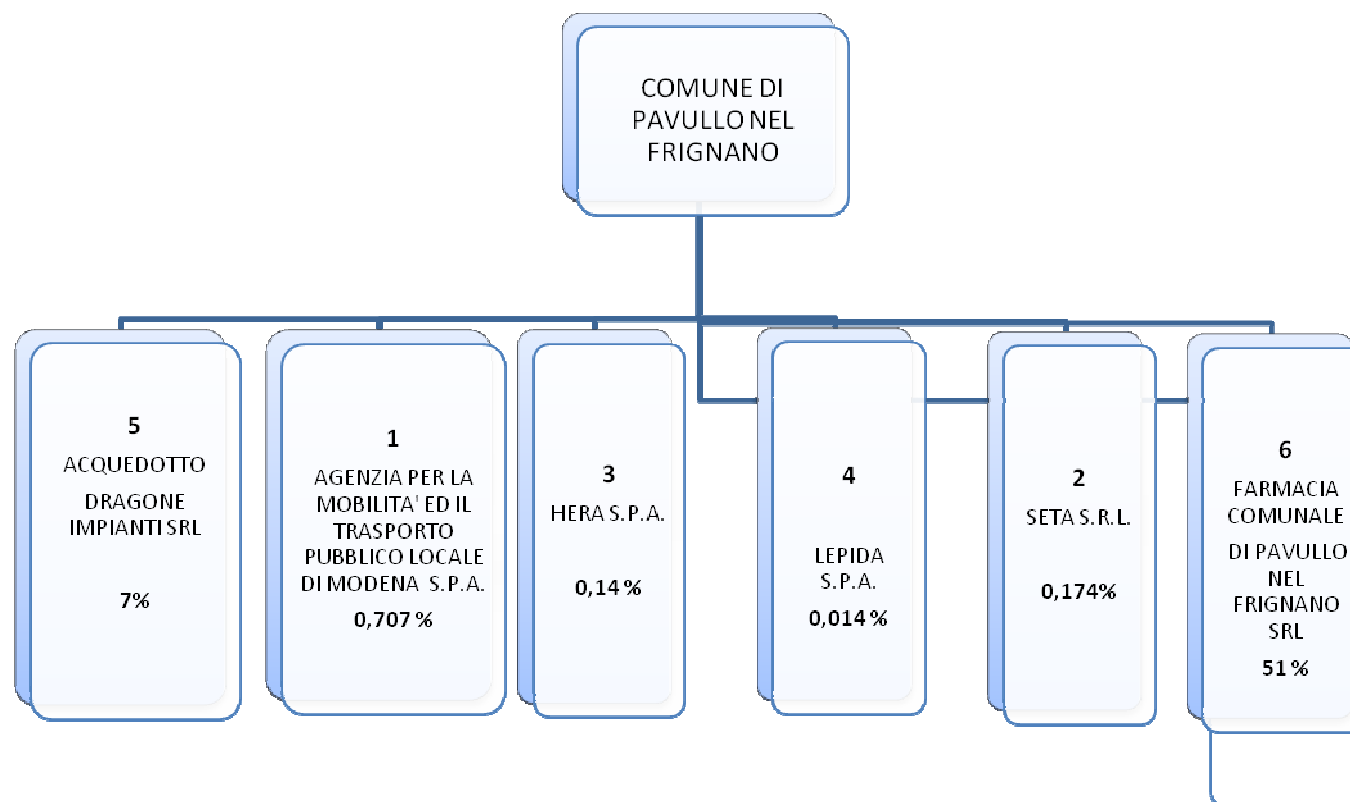 COMUNE DI
PAVULLO NEL
FRIGNANO
5
ACQUEDOTTO
DRAGONE
IMPIANTI SRL
7%
1
AGENZIA PER LA
MOBILITA' ED IL
TRASPORTO
PUBBLICO LOCALE
DI MODENA S.P.A.
0,707 %
3
HERA S.P.A.
0,14 %
4
LEPIDA
S.P.A.
0,014 %
2
SETA S.R.L.
0,174%
6
FARMACIA
COMUNALE
DI PAVULLO
NEL
FRIGNANO
SRL
51 %